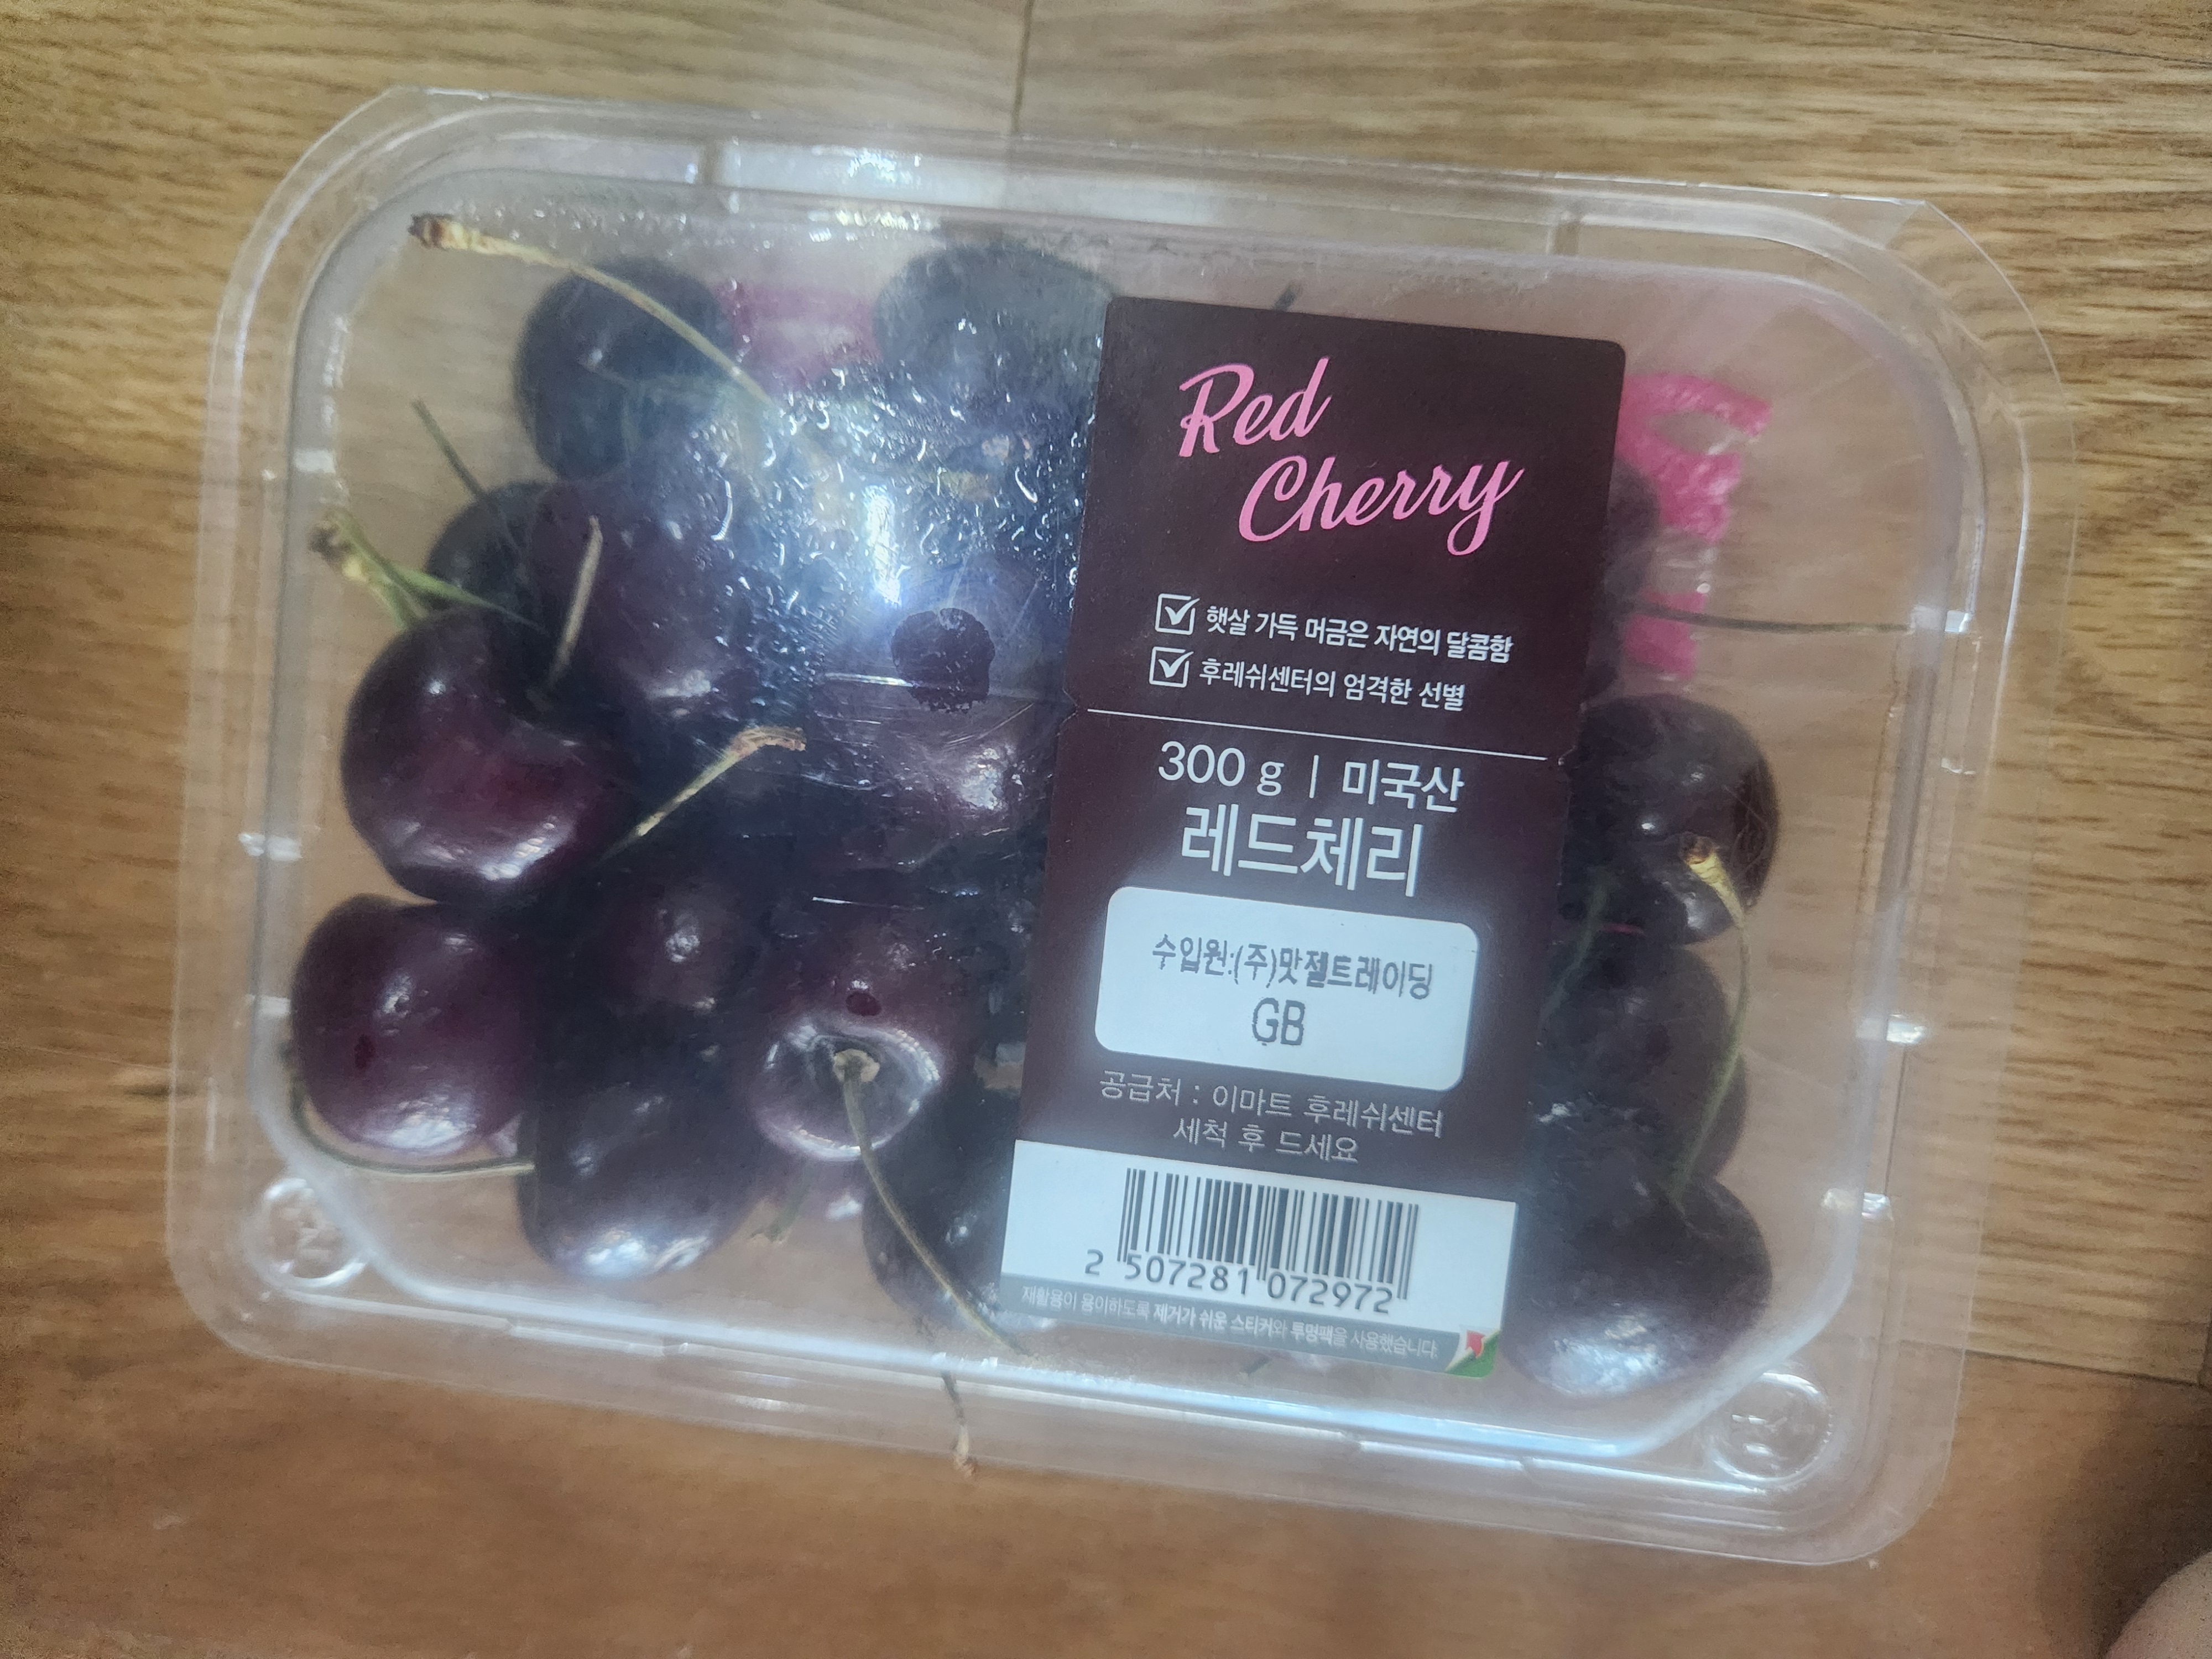 Red
Cherry
햇살 가득 머금은 자연의 달콤함
후레쉬센터의 엄격한 선별
300 g | 미국산
레드체리
수입원:(주)맛젤트레이딩
GB
공급처 : 이마트 후레쉬센터
세척 후 드세요
2 507281 072972
재활용이 용이하도록 제거가 쉬운 스티커와 투명팩을 사용했습니다.